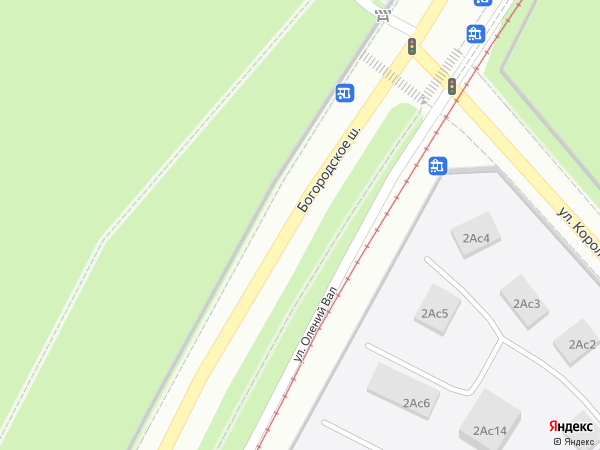 Богородское ш.
ул. Корол
2Ас4
2Ас3
ул. Олений Вал
2Ас5
2Ас2
2Ас6
2Ас14
Яндекс
© Яндекс